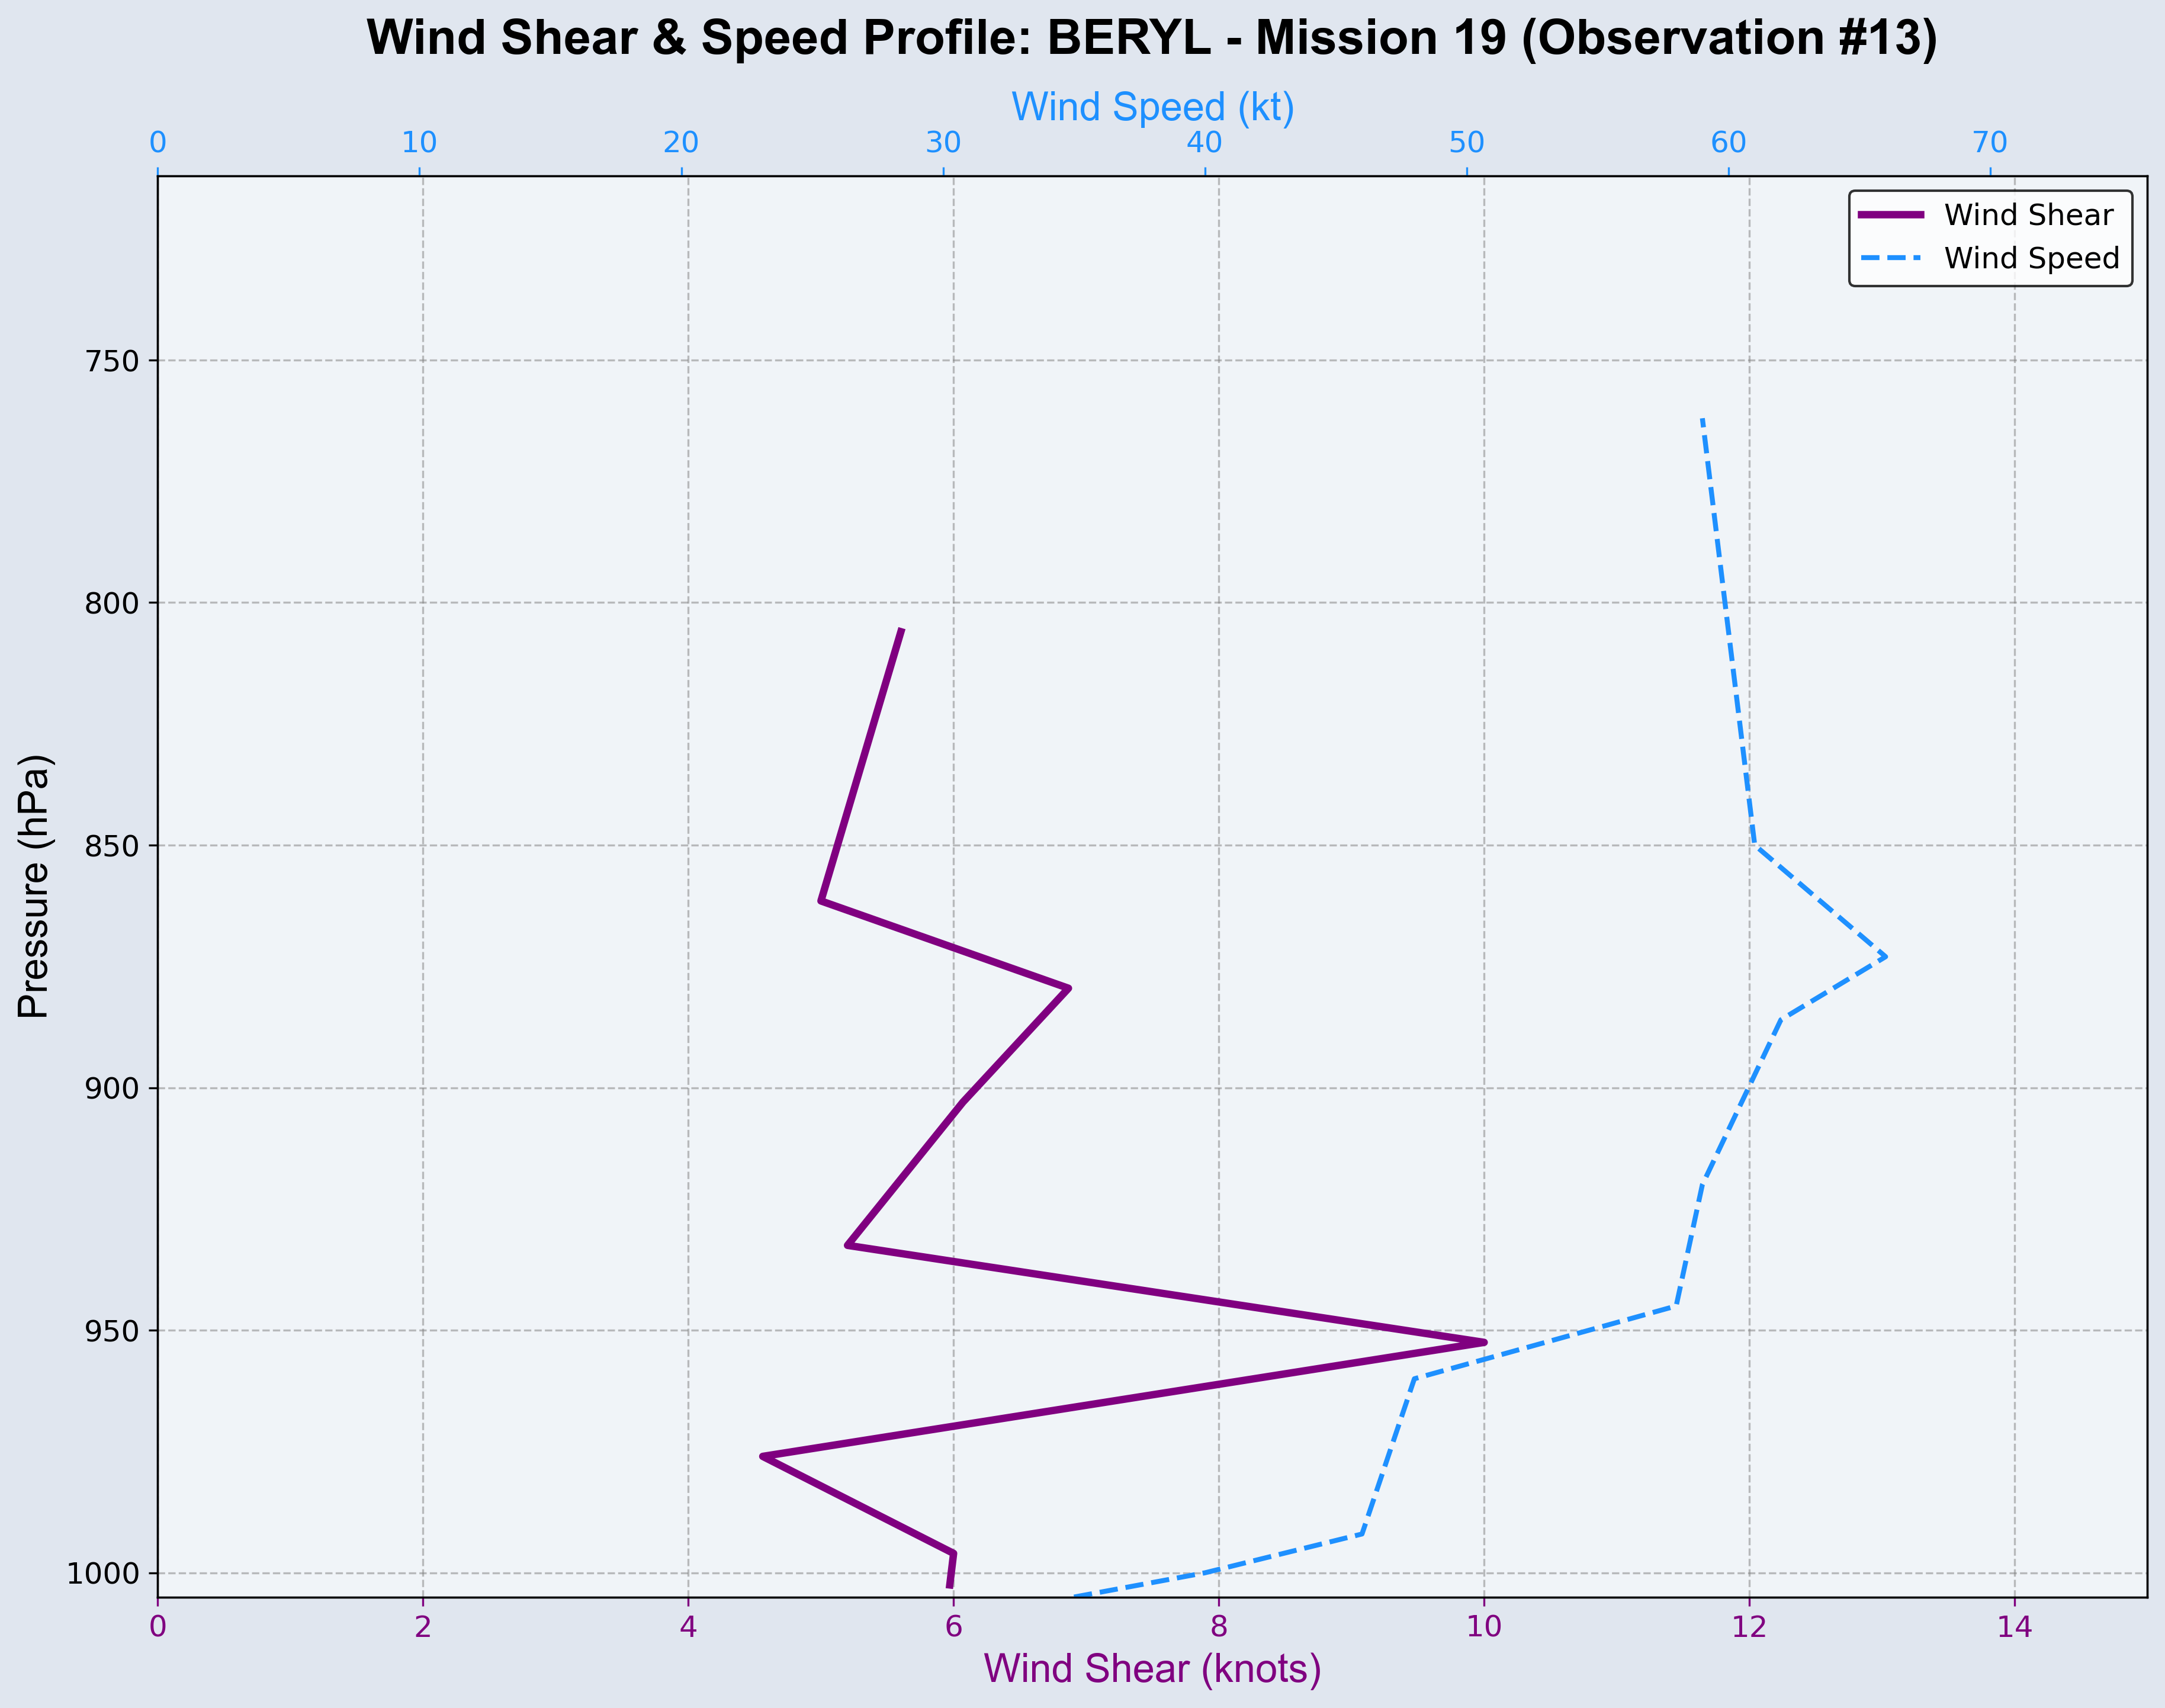 Wind Shear & Speed Profile: BERYL - Mission 19 (Observation #13)
Wind Speed (kt)
0 10 20 30 40 50 60 70
Wind Shear
Wind Speed
750
800
850
900
950
1000
Pressure (hPa)
0 2 4 6 8 10 12 14
Wind Shear (knots)